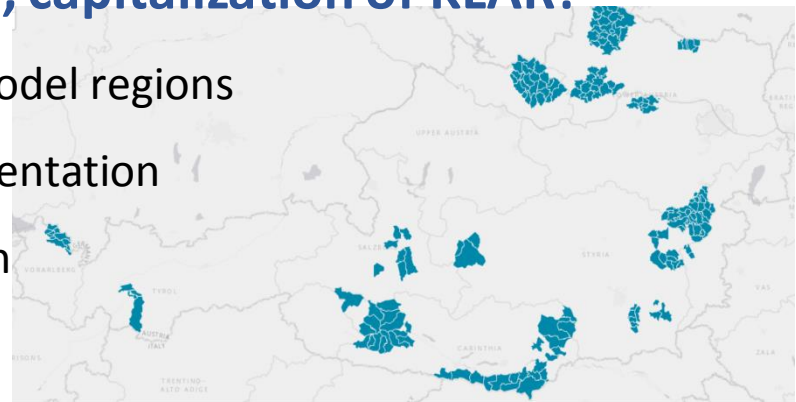 , capitalization of KLAR!
odel regions
entation
n
UPPER AUSTRIA
SALZ
STYRIA
VORARLBERG
TYROL
AUSTRIA
ITALY
CARINTHIA
VAS
ZALA
TRENTINO-
ALTO ADIGE